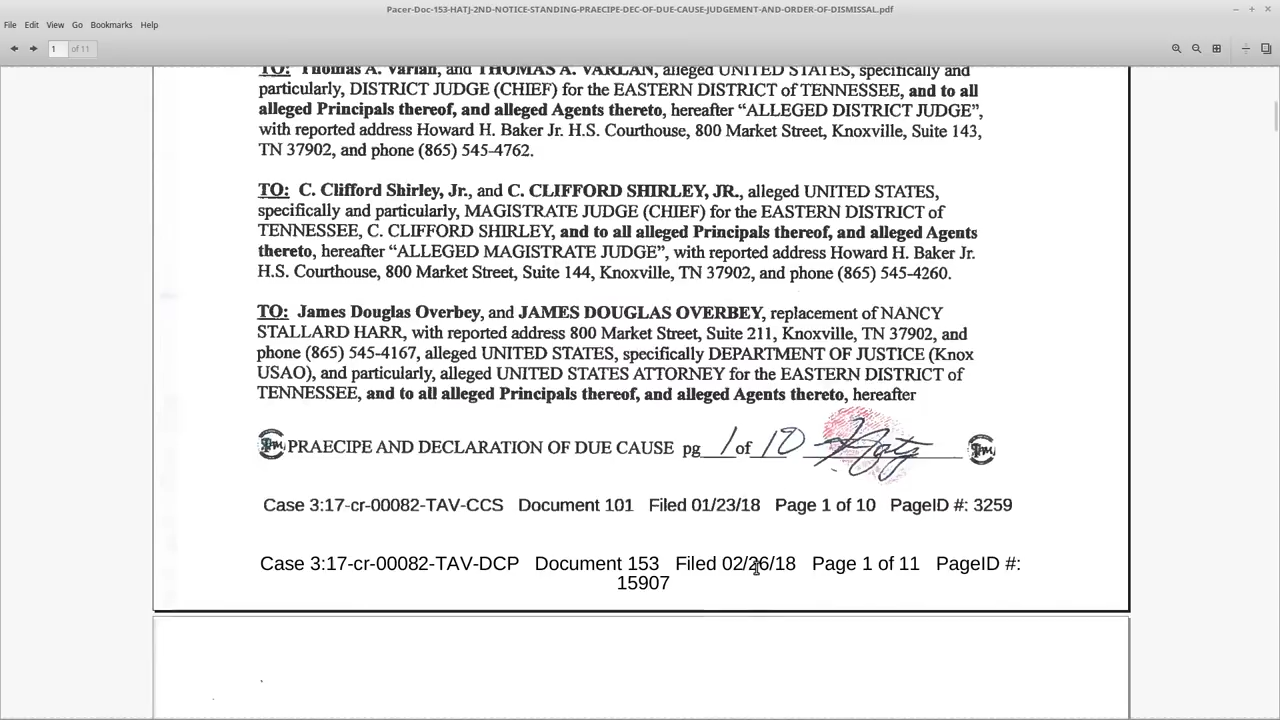 Pacer-Doc-153-HATJ-2ND-NOTICE-STANDING-PRAECIPE-DEC-OF-DUE-CAUSE-JUDGEMENT-AND-ORDER-OF-DISMISSAL.pdf
File Edit View Go Bookmarks Help
1 of 11
TO: Thomas A. Varlan, and THOMAS A. VARLAN, alleged UNITED STATES, specifically and
particularly, DISTRICT JUDGE (CHIEF) for the EASTERN DISTRICT of TENNESSEE, and to all
alleged Principals thereof, and alleged Agents thereto, hereafter “ALLEGED DISTRICT JUDGE”,
with reported address Howard H. Baker Jr. H.S. Courthouse, 800 Market Street, Knoxville, Suite 143,
TN 37902, and phone (865) 545-4762.
TO: C. Clifford Shirley, Jr., and C. CLIFFORD SHIRLEY, JR., alleged UNITED STATES,
specifically and particularly, MAGISTRATE JUDGE (CHIEF) for the EASTERN DISTRICT of
TENNESSEE, C. CLIFFORD SHIRLEY, and to all alleged Principals thereof, and alleged Agents
thereto, hereafter “ALLEGED MAGISTRATE JUDGE”, with reported address Howard H. Baker Jr.
H.S. Courthouse, 800 Market Street, Suite 144, Knoxville, TN 37902, and phone (865) 545-4260.
TO: James Douglas Overbey, and JAMES DOUGLAS OVERBEY, replacement of NANCY
STALLARD HARR, with reported address 800 Market Street, Suite 211, Knoxville, TN 37902, and
phone (865) 545-4167, alleged UNITED STATES, specifically DEPARTMENT OF JUSTICE (Knox
USAO), and particularly, alleged UNITED STATES ATTORNEY for the EASTERN DISTRICT of
TENNESSEE, and to all alleged Principals thereof, and alleged Agents thereto, hereafter
PRAECIPE AND DECLARATION OF DUE CAUSE pg 1 of 10
Case 3:17-cr-00082-TAV-CCS Document 101 Filed 01/23/18 Page 1 of 10 PageID #: 3259
Case 3:17-cr-00082-TAV-DCP Document 153 Filed 02/26/18 Page 1 of 11 PageID #:
15907